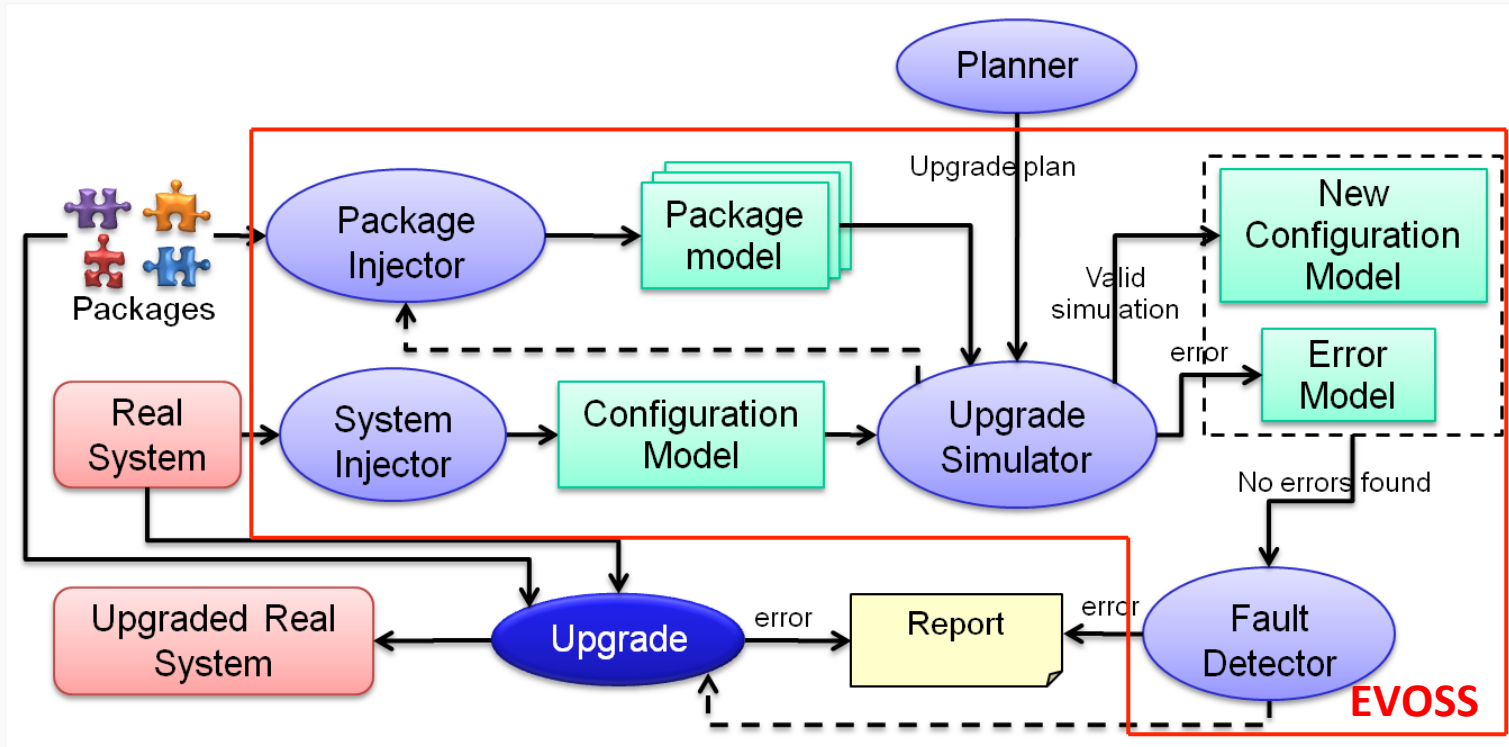 Planner
Upgrade plan
Package
Injector
Package
model
New
Configuration
Model
Packages
Valid
simulation
error
Error
Model
Real
System
System
Injector
Configuration
Model
Upgrade
Simulator
No errors found
Upgraded Real
System
Upgrade
error
Report
error
Fault
Detector
EVOSS